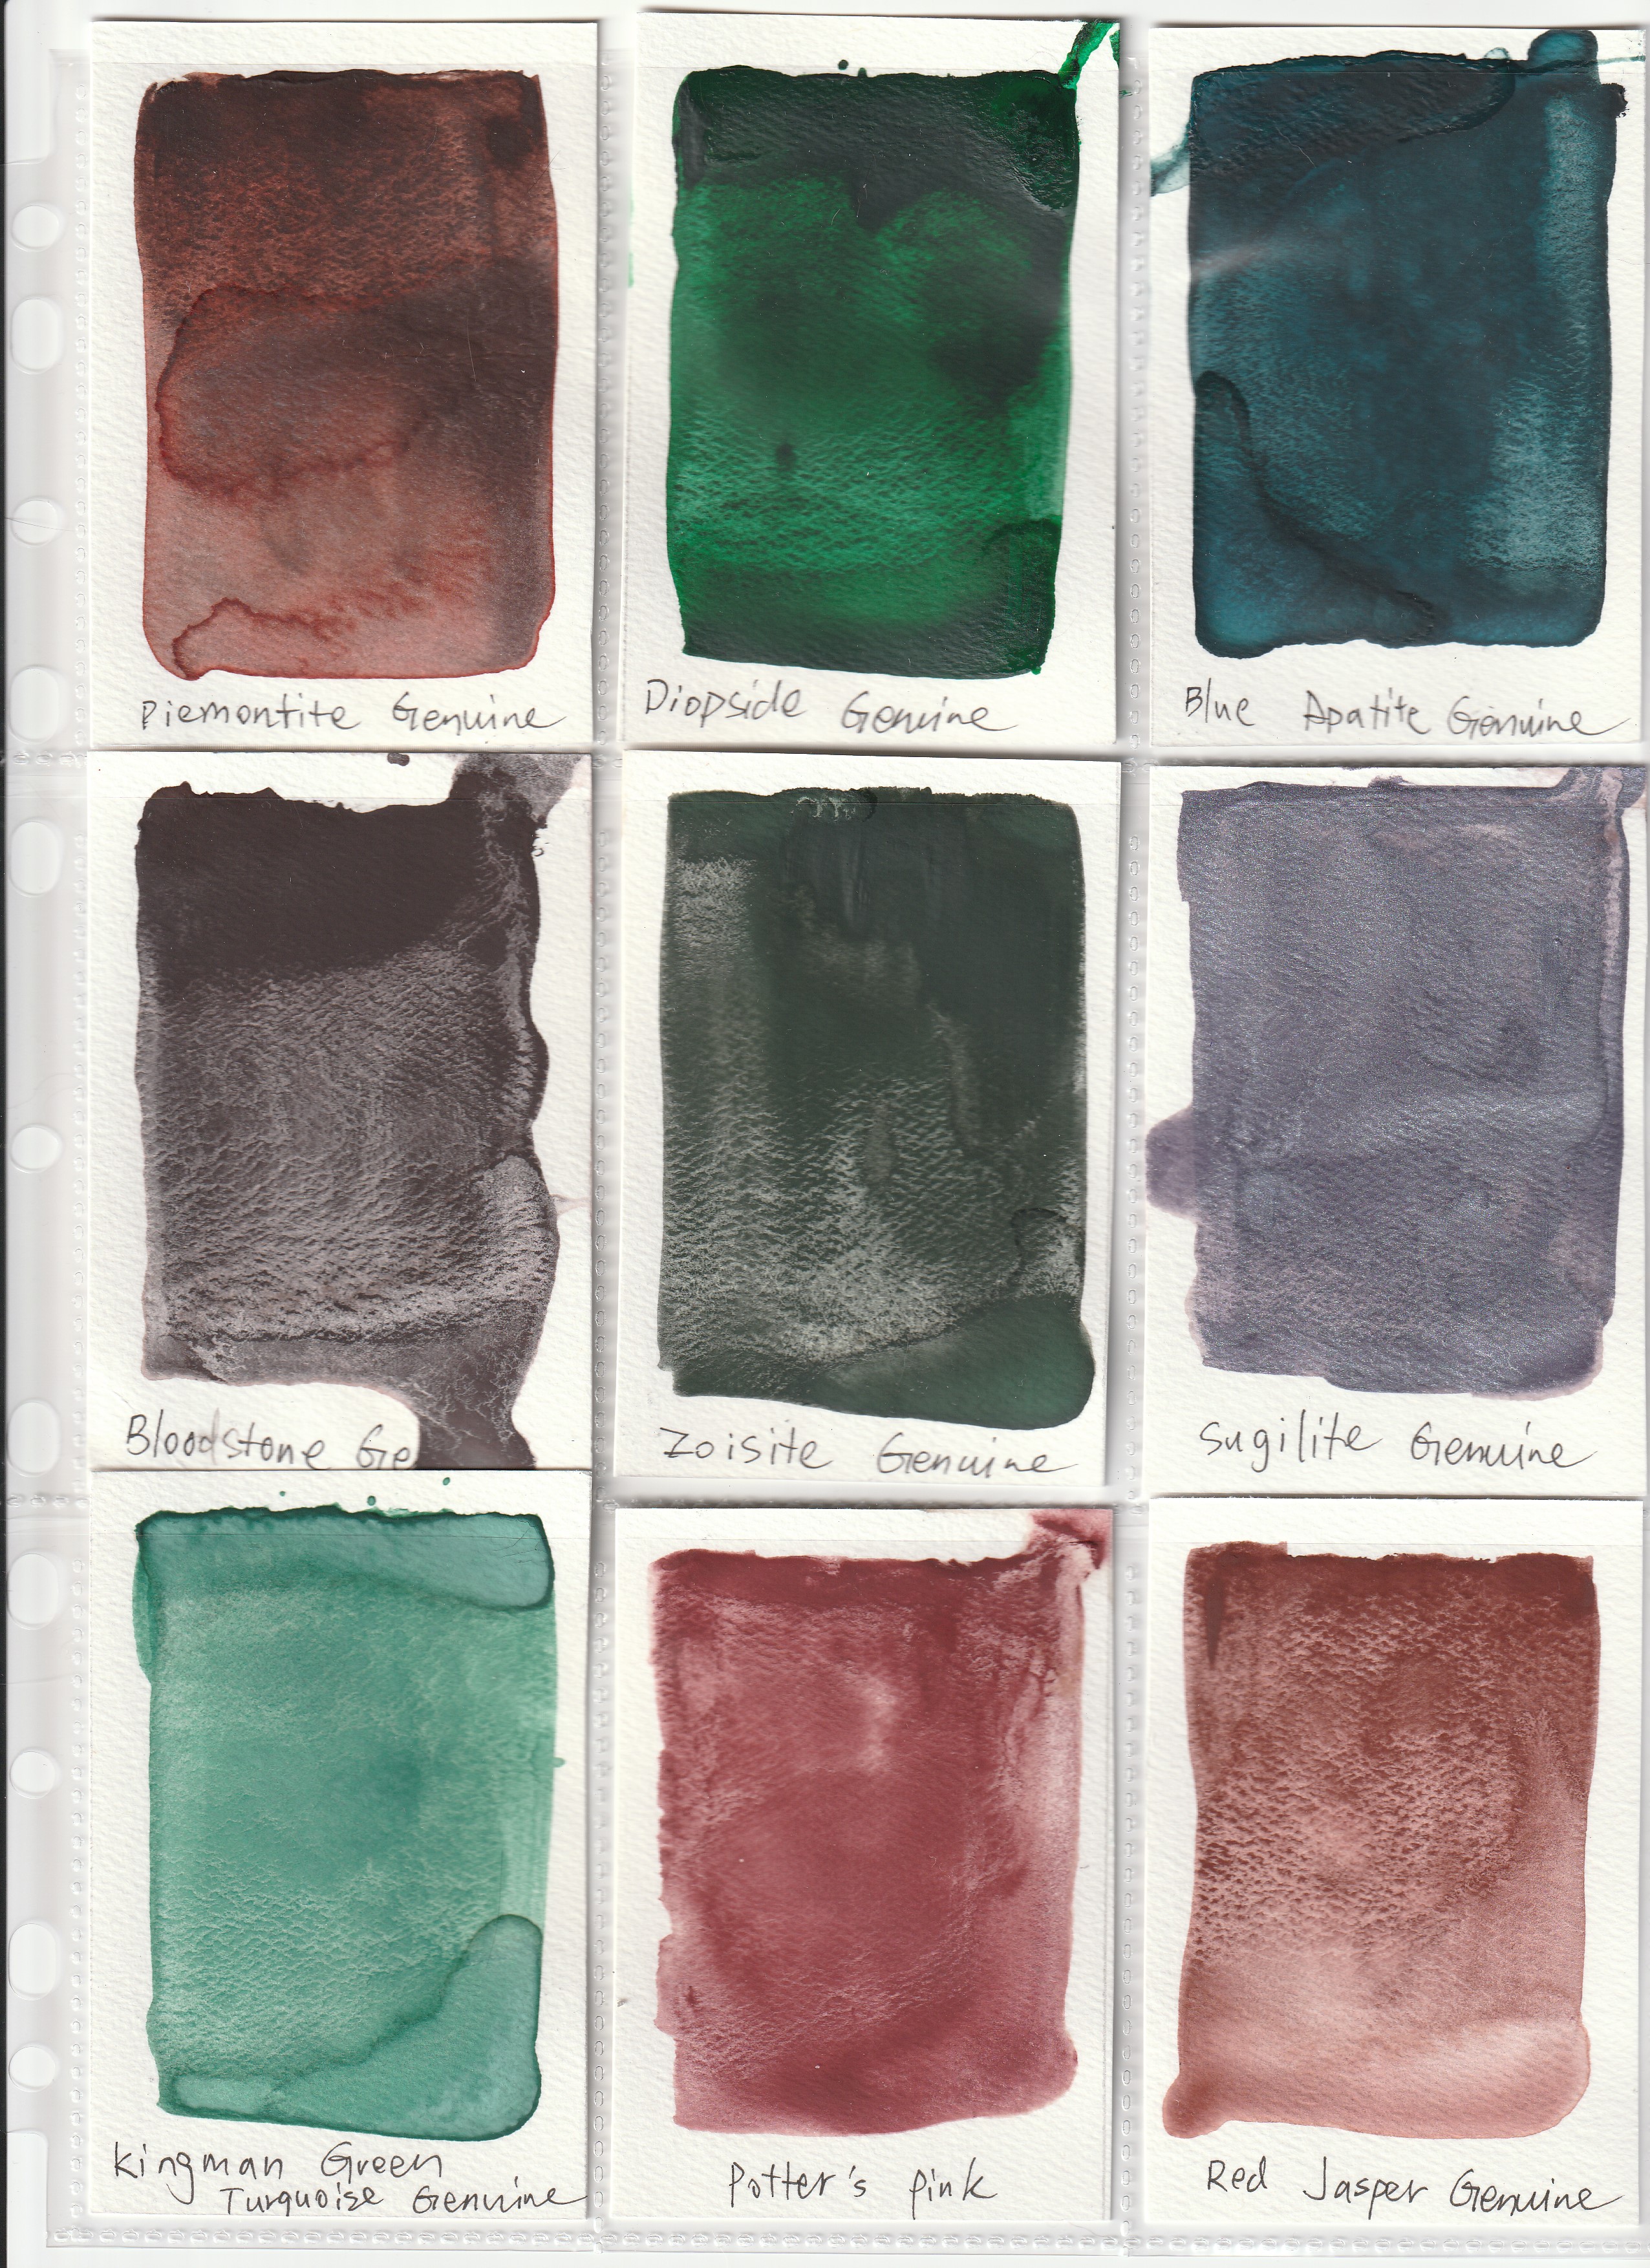 Piemontite Genuine
Diopside Genuine
Blue Apatite Genuine
Bloodstone Ge
Zoisite Genuine
Sugilite Genuine
Kingman Green
Turquoise Genuine
Potter's Pink
Red Jasper Genuine